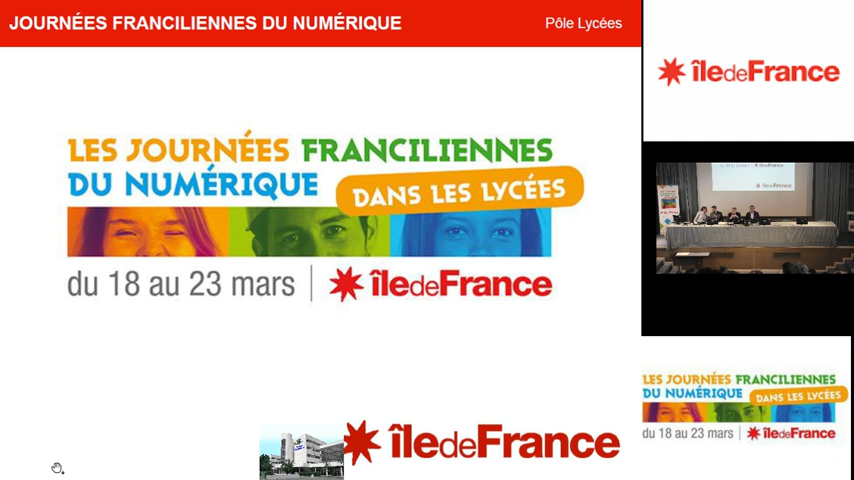 JOURNÉES FRANCILIENNES DU NUMÉRIQUE
Pôle Lycées
LES JOURNÉES FRANCILIENNES
DU NUMÉRIQUE
DANS LES LYCÉES
du 18 au 23 mars
îledeFrance
îledeFrance
îledeFrance
îledeFrance
LES JOURNÉES FRANCILIENNES
DU NUMÉRIQUE
DANS LES LYCÉES
du 18 au 23 mars
îledeFrance